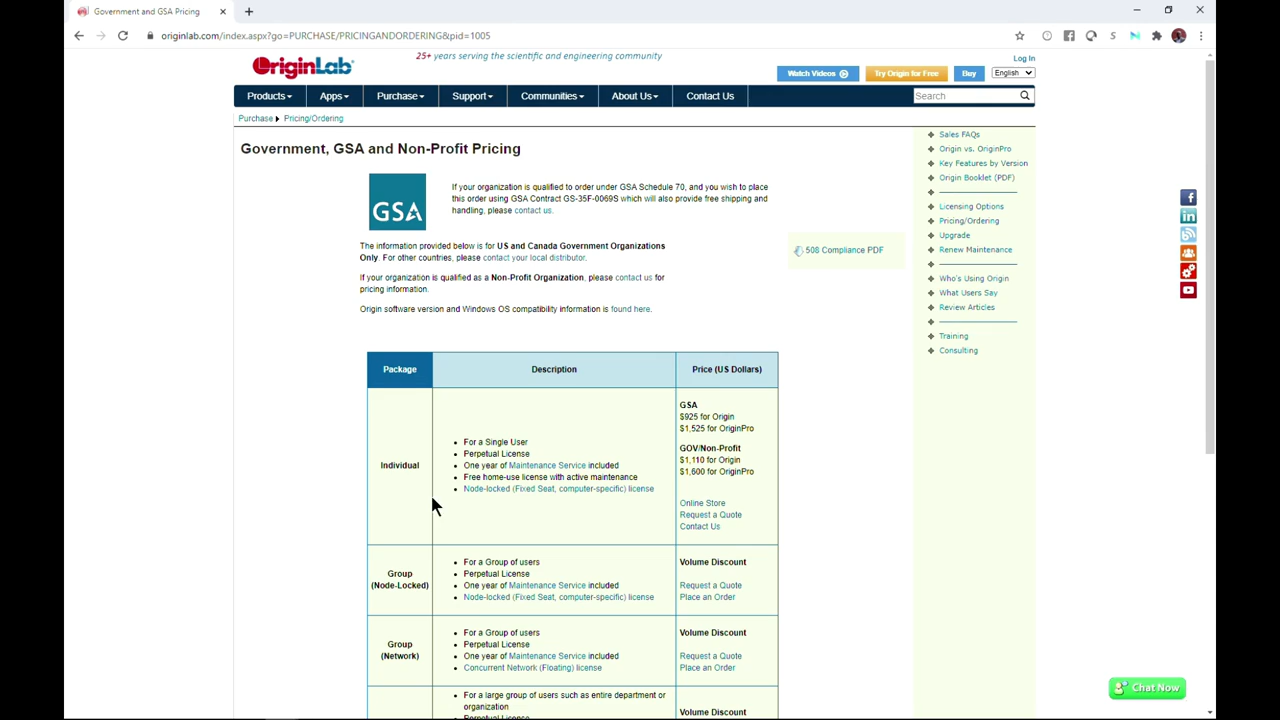 Government and GSA Pricing
originlab.com/index.aspx?go=PURCHASE/PRICINGANDORDERING&pid=1005
25+ years serving the scientific and engineering community
OriginLab
Log In
Watch Videos
Try Origin for Free
Buy
English
Products
Apps
Purchase
Support
Communities
About Us
Contact Us
Search
Purchase
Pricing/Ordering
Government, GSA and Non-Profit Pricing
GSA
If your organization is qualified to order under GSA Schedule 70, and you wish to place
this order using GSA Contract GS-35F-0069S which will also provide free shipping and
handling, please contact us.
The information provided below is for US and Canada Government Organizations
Only. For other countries, please contact your local distributor.
If your organization is qualified as a Non-Profit Organization, please contact us for
pricing information.
Origin software version and Windows OS compatibility information is found here.
508 Compliance PDF
Sales FAQs
Origin vs. OriginPro
Key Features by Version
Origin Booklet (PDF)
Licensing Options
Pricing/Ordering
Upgrade
Renew Maintenance
Who's Using Origin
What Users Say
Review Articles
Training
Consulting
Package
Description
Price (US Dollars)
Individual
For a Single User
Perpetual License
One year of Maintenance Service included
Free home-use license with active maintenance
Node-locked (Fixed Seat, computer-specific) license
GSA
$925 for Origin
$1,525 for OriginPro
GOV/Non-Profit
$1,110 for Origin
$1,600 for OriginPro
Online Store
Request a Quote
Contact Us
Group
(Node-Locked)
For a Group of users
Perpetual License
One year of Maintenance Service included
Node-locked (Fixed Seat, computer-specific) license
Volume Discount
Request a Quote
Place an Order
Group
(Network)
For a Group of users
Perpetual License
One year of Maintenance Service included
Concurrent Network (Floating) license
Volume Discount
Request a Quote
Place an Order
For a large group of users such as entire department or
organization
Perpetual License
Volume Discount
Chat Now